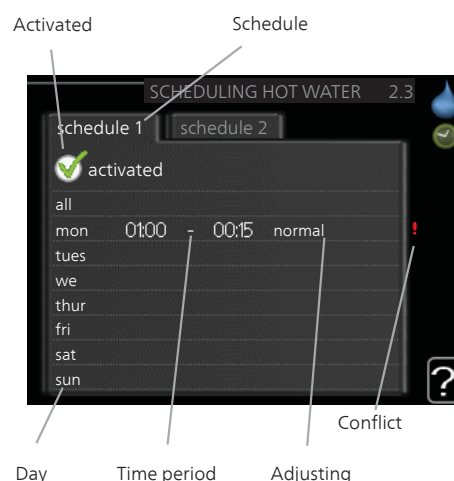 Activated Schedule
SCHEDULING HOT WATER 2.3
schedule 1 schedule 2
activated
all
mon 01:00 - 00:15 normal !
tues
we
thur
fri
sat
sun
?
Conflict
Day Time period Adjusting